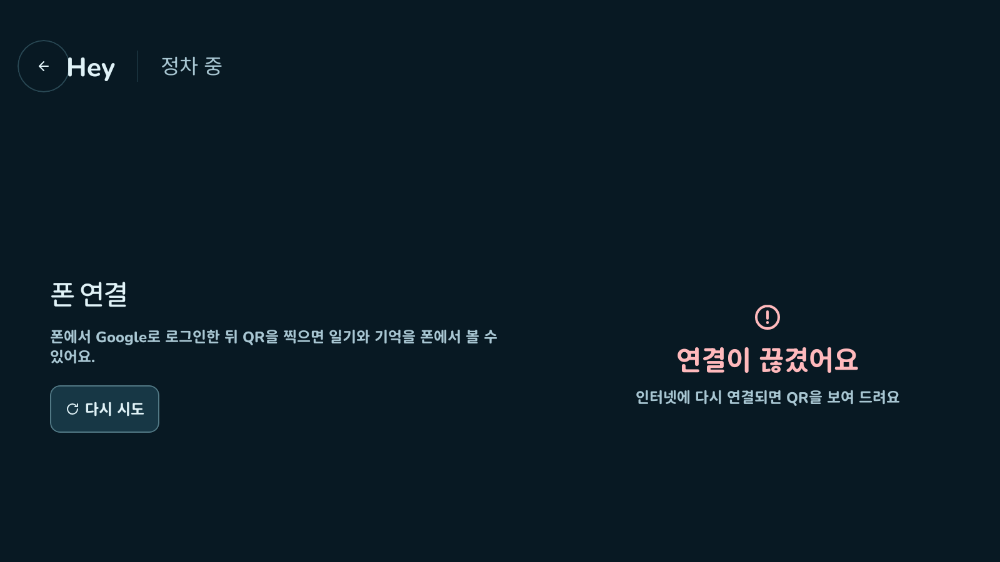 Hey
정차 중
폰 연결
폰에서 Google로 로그인한 뒤 QR을 찍으면 일기와 기억을 폰에서 볼 수
있어요.
다시 시도
연결이 끊겼어요
인터넷에 다시 연결되면 QR을 보여 드려요